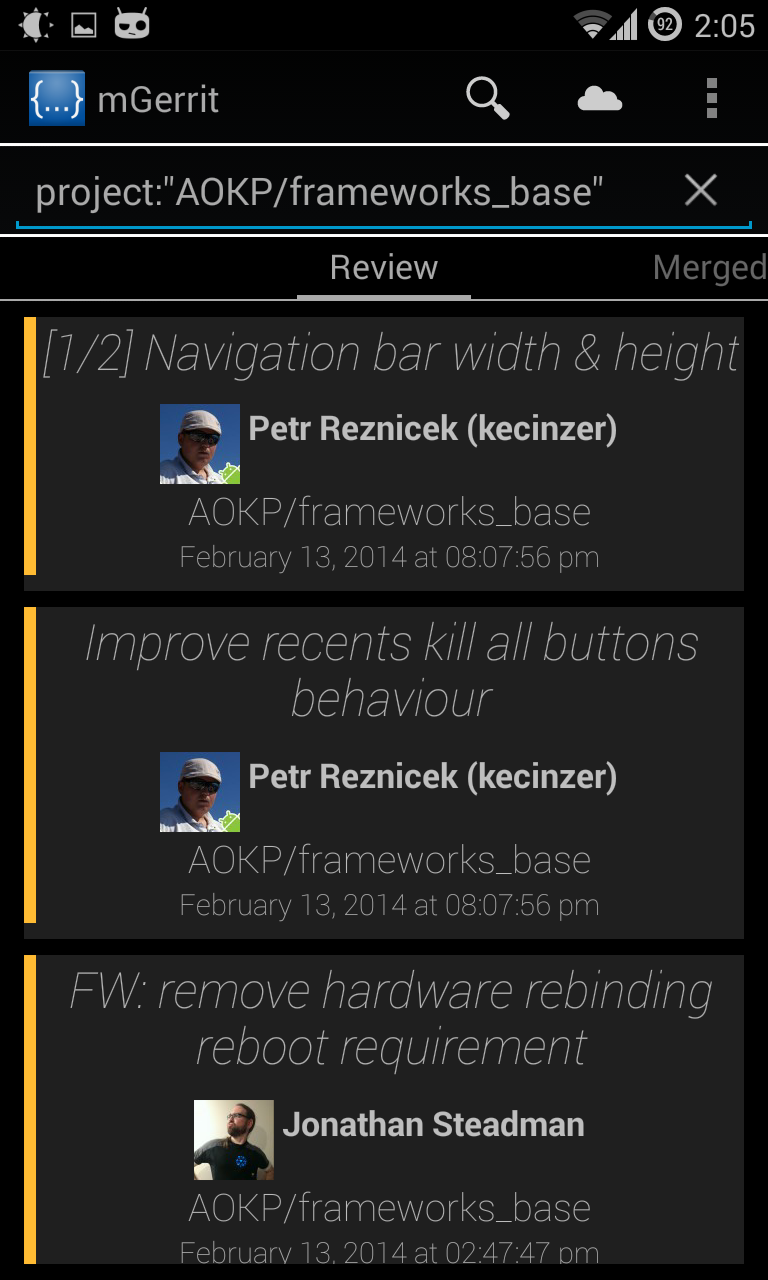 92 2:05
{...} mGerrit
project:"AOKP/frameworks_base"
Review Merged
[1/2] Navigation bar width & height
Petr Reznicek (kecinzer)
AOKP/frameworks_base
February 13, 2014 at 08:07:56 pm
Improve recents kill all buttons
behaviour
Petr Reznicek (kecinzer)
AOKP/frameworks_base
February 13, 2014 at 08:07:56 pm
FW: remove hardware rebinding
reboot requirement
Jonathan Steadman
AOKP/frameworks_base
February 13, 2014 at 02:47:47 pm